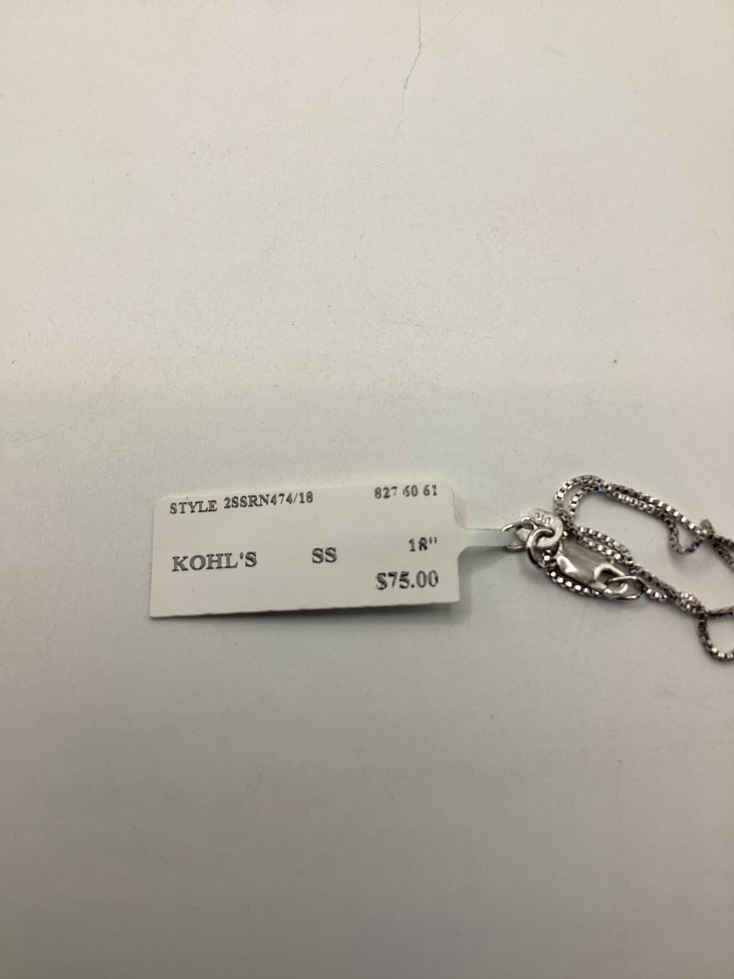 STYLE 2SSRN474/18 827 60 61
KOHL'S SS 18"
$75.00